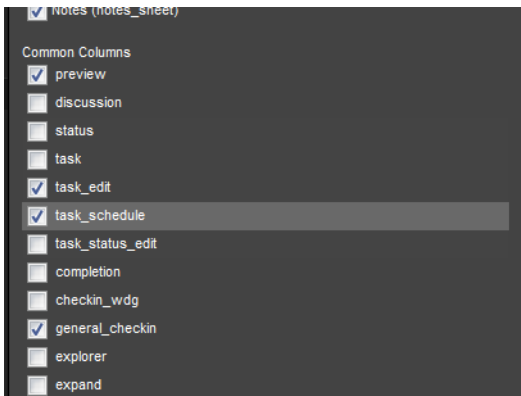 Notes (notes_sheet)
Common Columns
preview
discussion
status
task
task_edit
task_schedule
task_status_edit
completion
checkin_wdg
general_checkin
explorer
expand